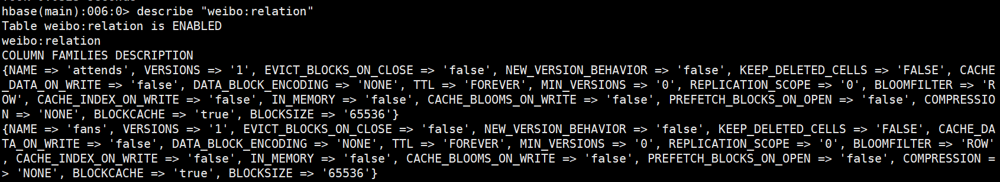 hbase(main):006:0> describe "weibo:relation"
Table weibo:relation is ENABLED
weibo:relation
COLUMN FAMILIES DESCRIPTION
{NAME => 'attends', VERSIONS => '1', EVICT_BLOCKS_ON_CLOSE => 'false', NEW_VERSION_BEHAVIOR => 'false', KEEP_DELETED_CELLS => 'FALSE', CACHE
_DATA_ON_WRITE => 'false', DATA_BLOCK_ENCODING => 'NONE', TTL => 'FOREVER', MIN_VERSIONS => '0', REPLICATION_SCOPE => '0', BLOOMFILTER => 'R
OW', CACHE_INDEX_ON_WRITE => 'false', IN_MEMORY => 'false', CACHE_BLOOMS_ON_WRITE => 'false', PREFETCH_BLOCKS_ON_OPEN => 'false', COMPRESSIO
N => 'NONE', BLOCKCACHE => 'true', BLOCKSIZE => '65536'}
{NAME => 'fans', VERSIONS => '1', EVICT_BLOCKS_ON_CLOSE => 'false', NEW_VERSION_BEHAVIOR => 'false', KEEP_DELETED_CELLS => 'FALSE', CACHE_DA
TA_ON_WRITE => 'false', DATA_BLOCK_ENCODING => 'NONE', TTL => 'FOREVER', MIN_VERSIONS => '0', REPLICATION_SCOPE => '0', BLOOMFILTER => 'ROW'
, CACHE_INDEX_ON_WRITE => 'false', IN_MEMORY => 'false', CACHE_BLOOMS_ON_WRITE => 'false', PREFETCH_BLOCKS_ON_OPEN => 'false', COMPRESSION =
> 'NONE', BLOCKCACHE => 'true', BLOCKSIZE => '65536'}